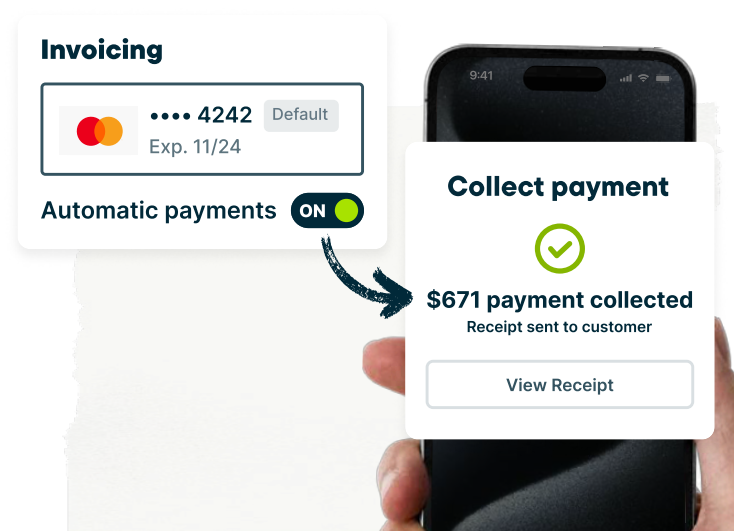 Invoicing
•••• 4242 Default
Exp. 11/24
Automatic payments ON
9:41
Collect payment
$671 payment collected
Receipt sent to customer
View Receipt